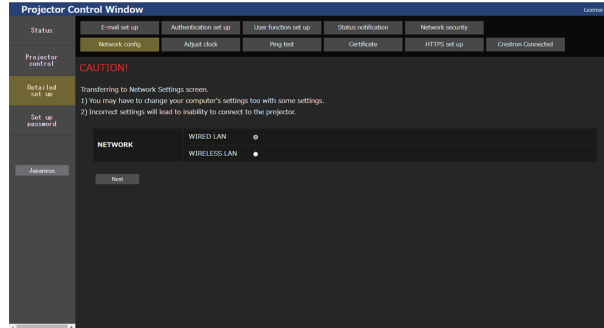 Projector Control Window
License
Status
Projector control
Detailed set up
Set up password
Japanese
E-mail set up
Authentication set up
User function set up
Status notification
Network security
Network config
Adjust clock
Ping test
Certificate
HTTPS set up
Crestron Connected
CAUTION!
Transferring to Network Settings screen.
1) You may have to change your computer's settings too with some settings.
2) Incorrect settings will lead to inability to connect to the projector.
NETWORK
WIRED LAN
WIRELESS LAN
Next